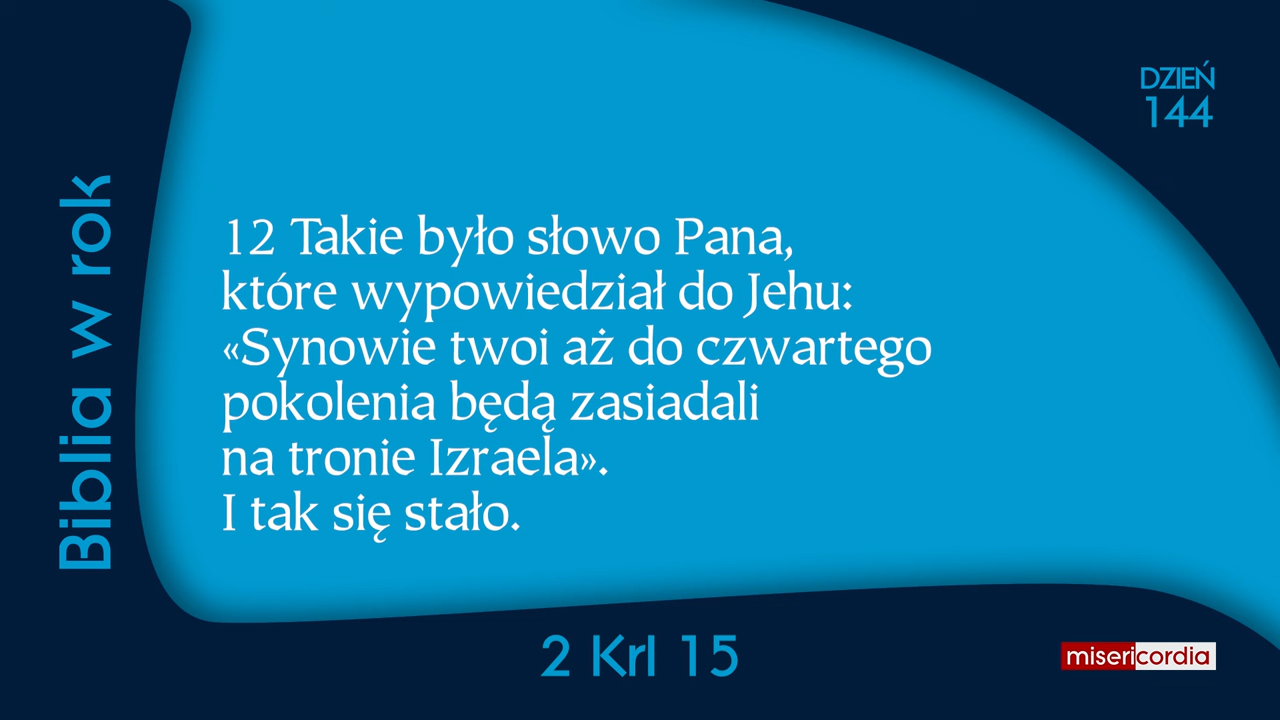 DZIEŃ
144
Biblia w rok
12 Takie było słowo Pana,
które wypowiedział do Jehu:
«Synowie twoi aż do czwartego
pokolenia będą zasiadali
na tronie Izraela».
I tak się stało.
2 Krl 15
misericordia